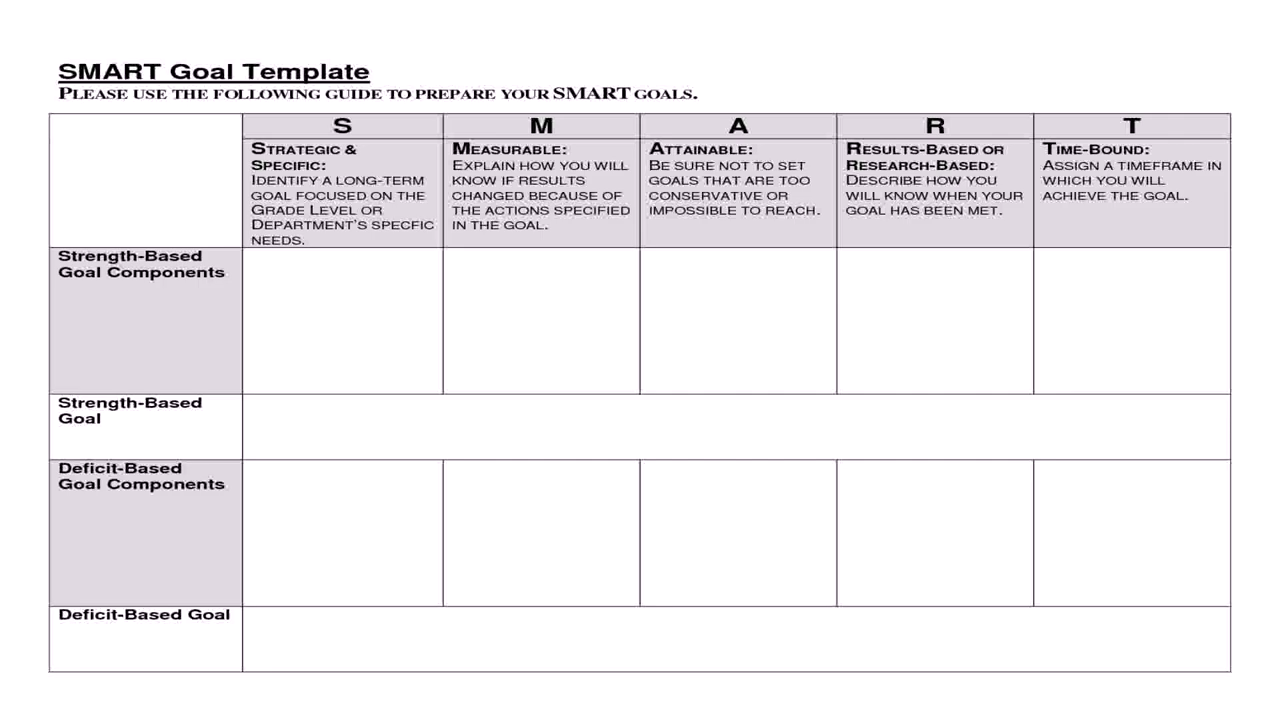 SMART Goal Template
PLEASE USE THE FOLLOWING GUIDE TO PREPARE YOUR SMART GOALS.
S
M
A
R
T
STRATEGIC &
SPECIFIC:
IDENTIFY A LONG-TERM
GOAL FOCUSED ON THE
GRADE LEVEL OR
DEPARTMENT'S SPECFIC
NEEDS.
MEASURABLE:
EXPLAIN HOW YOU WILL
KNOW IF RESULTS
CHANGED BECAUSE OF
THE ACTIONS SPECIFIED
IN THE GOAL.
ATTAINABLE:
BE SURE NOT TO SET
GOALS THAT ARE TOO
CONSERVATIVE OR
IMPOSSIBLE TO REACH.
RESULTS-BASED OR
RESEARCH-BASED:
DESCRIBE HOW YOU
WILL KNOW WHEN YOUR
GOAL HAS BEEN MET.
TIME-BOUND:
ASSIGN A TIMEFRAME IN
WHICH YOU WILL
ACHIEVE THE GOAL.
Strength-Based
Goal Components
Strength-Based
Goal
Deficit-Based
Goal Components
Deficit-Based Goal